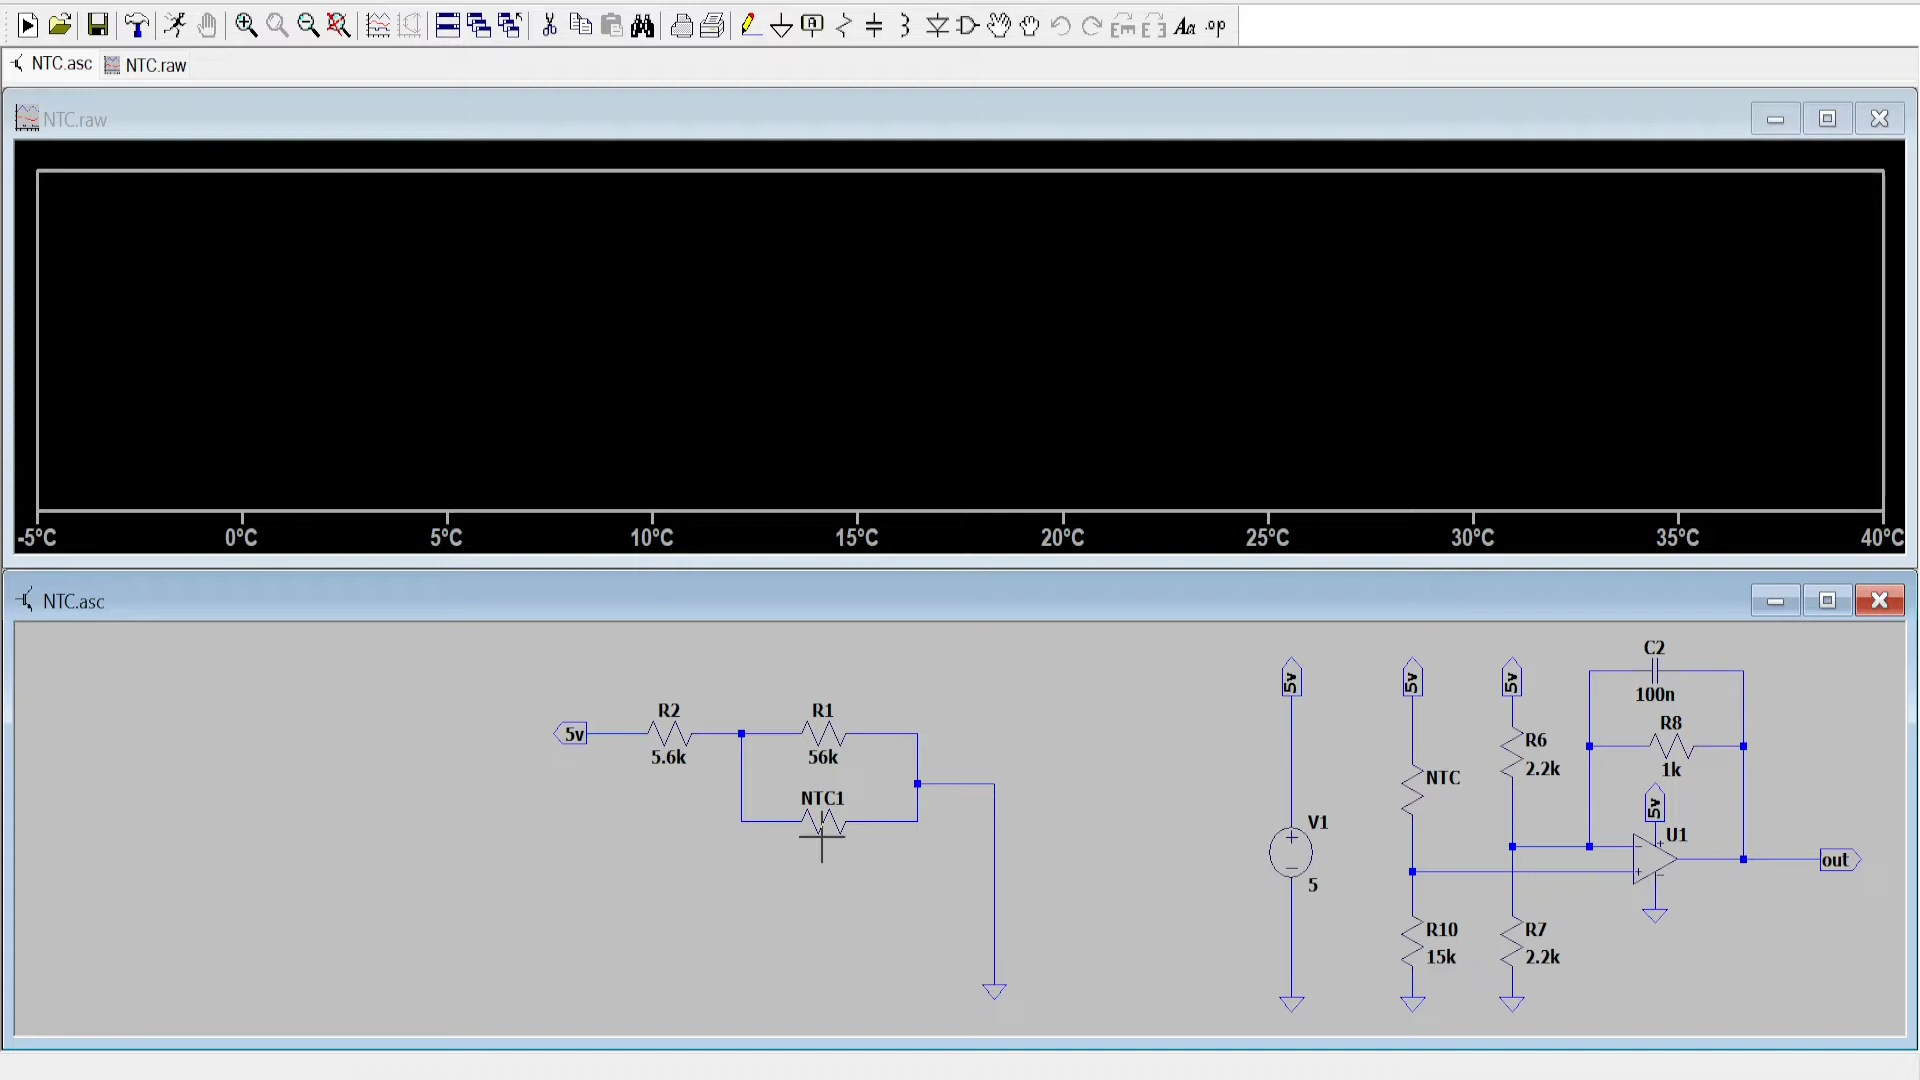 Aa .op
NTC.asc NTC.raw
NTC.raw
-5°C 0°C 5°C 10°C 15°C 20°C 25°C 30°C 35°C 40°C
NTC.asc
5v
R2
5.6k
R1
56k
NTC1
5v
V1
5
5v
NTC
R10
15k
5v
R6
2.2k
R7
2.2k
C2
100n
R8
1k
5v
U1
out